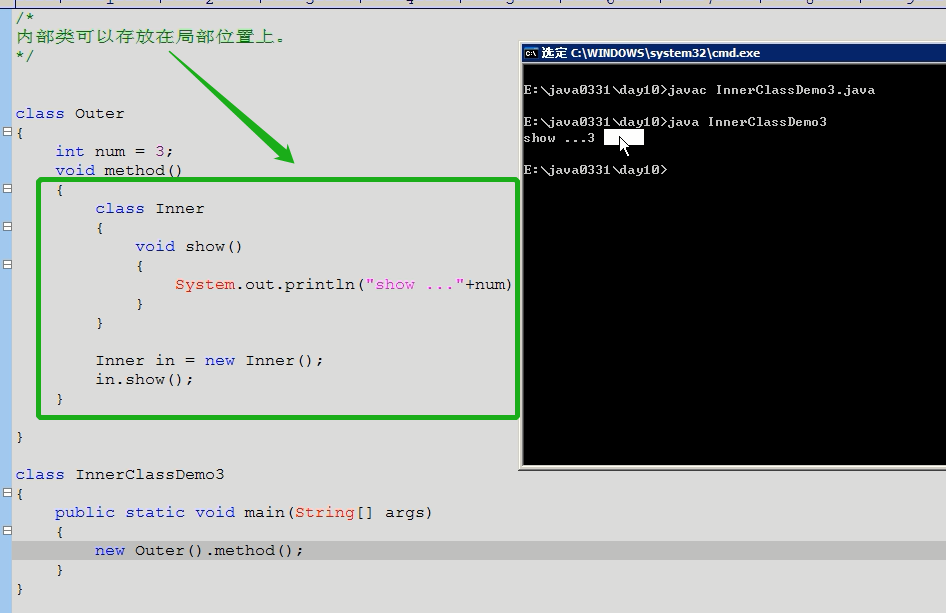 /*
内部类可以存放在局部位置上。
*/
class Outer
{
int num = 3;
void method()
{
class Inner
{
void show()
{
System.out.println("show ..."+num)
}
}
Inner in = new Inner();
in.show();
}
}
class InnerClassDemo3
{
public static void main(String[] args)
{
new Outer().method();
}
}
选定 C:\WINDOWS\system32\cmd.exe
E:\java0331\day10>javac InnerClassDemo3.java
E:\java0331\day10>java InnerClassDemo3
show ...3
E:\java0331\day10>